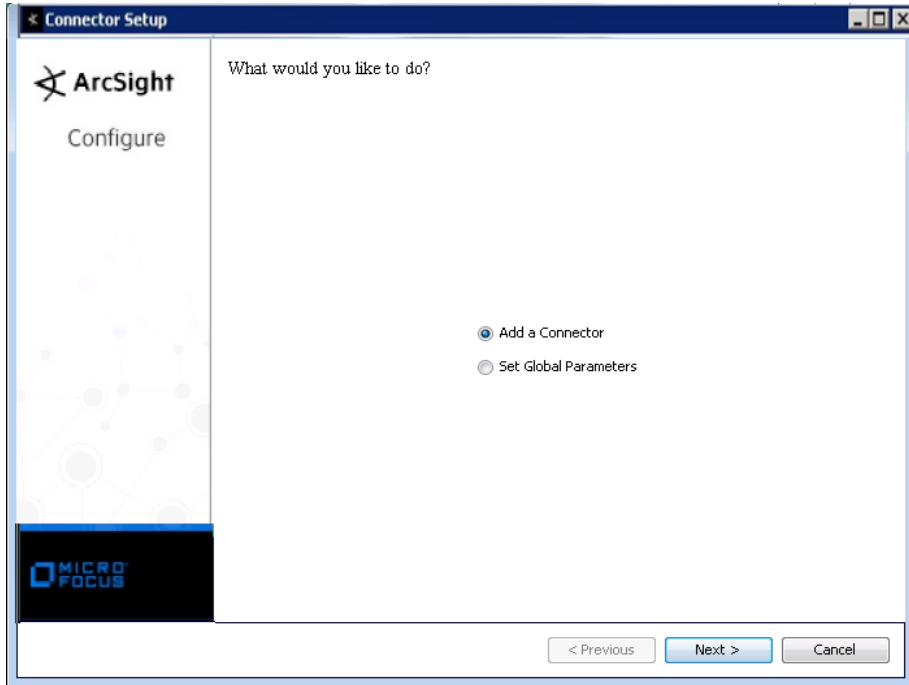 Connector Setup
ArcSight
Configure
What would you like to do?
Add a Connector
Set Global Parameters
MICRO
FOCUS
< Previous
Next >
Cancel